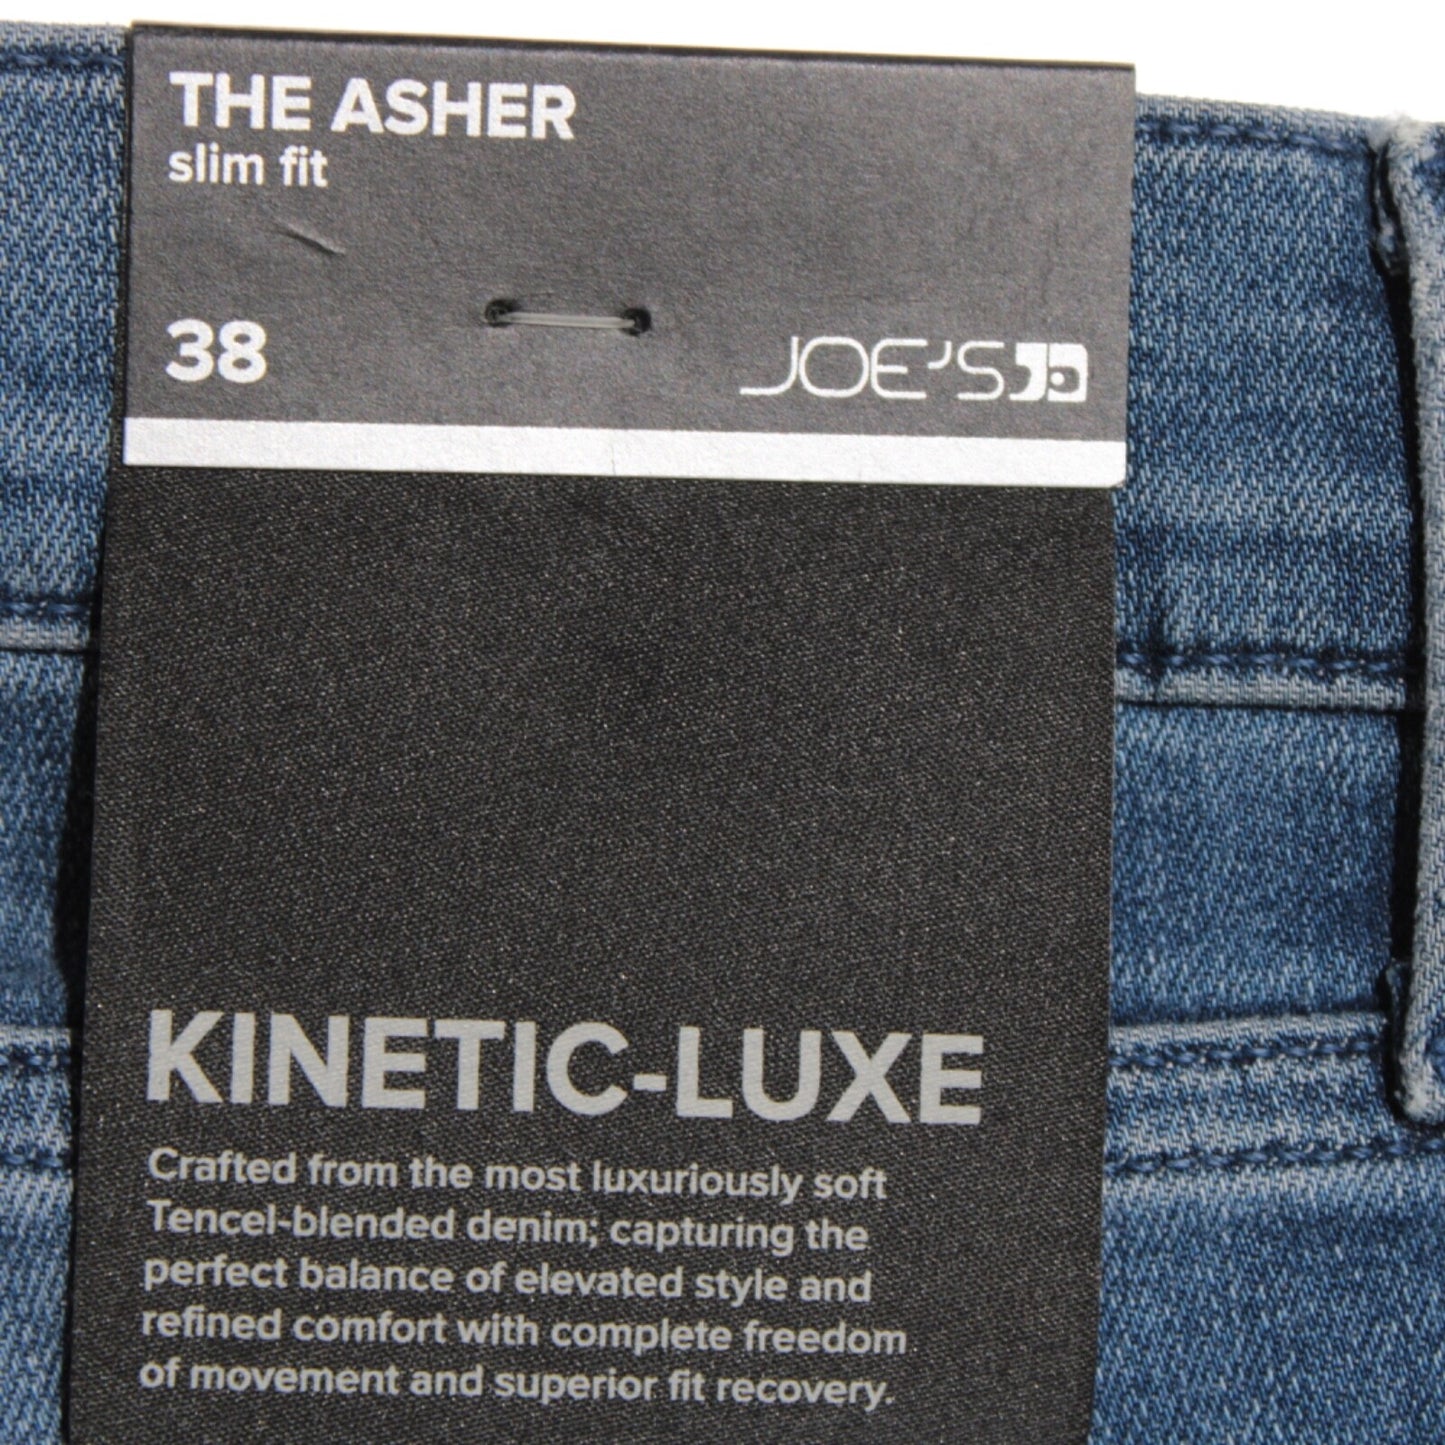 THE ASHER
slim fit
38
JOE'S
KINETIC-LUXE
Crafted from the most luxuriously soft
Tencel-blended denim; capturing the
perfect balance of elevated style and
refined comfort with complete freedom
of movement and superior fit recovery.